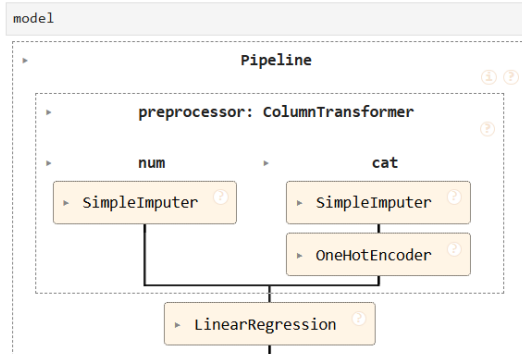 model
Pipeline
i ?
preprocessor: ColumnTransformer
?
num cat
SimpleImputer ? SimpleImputer ?
OneHotEncoder ?
LinearRegression ?